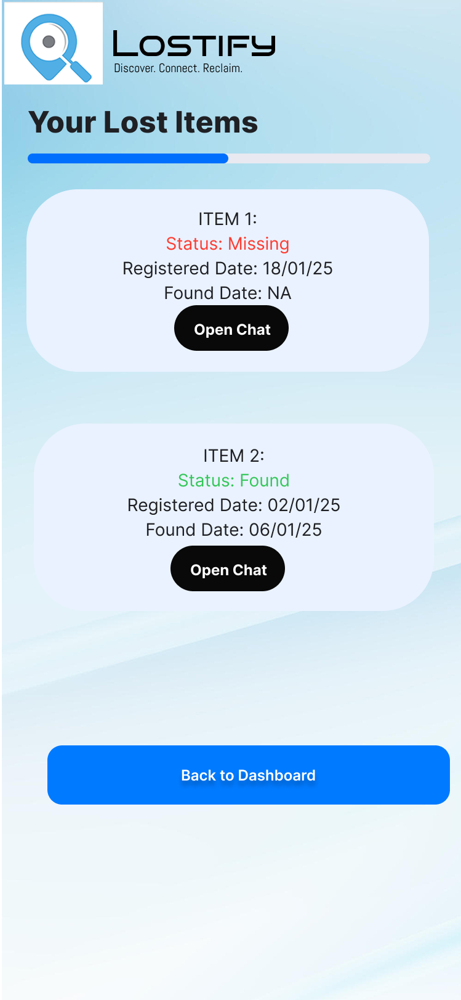 Lostify
Discover. Connect. Reclaim.
Your Lost Items
ITEM 1:
Status: Missing
Registered Date: 18/01/25
Found Date: NA
Open Chat
ITEM 2:
Status: Found
Registered Date: 02/01/25
Found Date: 06/01/25
Open Chat
Back to Dashboard